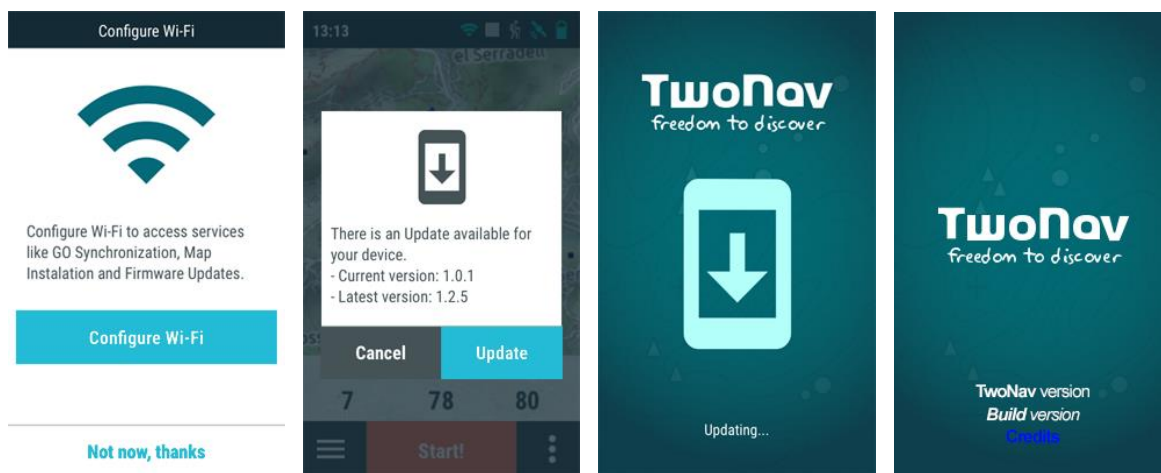 Configure Wi-Fi
Configure Wi-Fi to access services
like GO Synchronization, Map
Instalation and Firmware Updates.
Configure Wi-Fi
Not now, thanks
13:13
el Serradell
There is an Update available for
your device.
- Current version: 1.0.1
- Latest version: 1.2.5
Cancel
Update
7 78 80
Start!
TwoNav
freedom to discover
Updating...
TwoNav
freedom to discover
TwoNav version
Build version
Credits